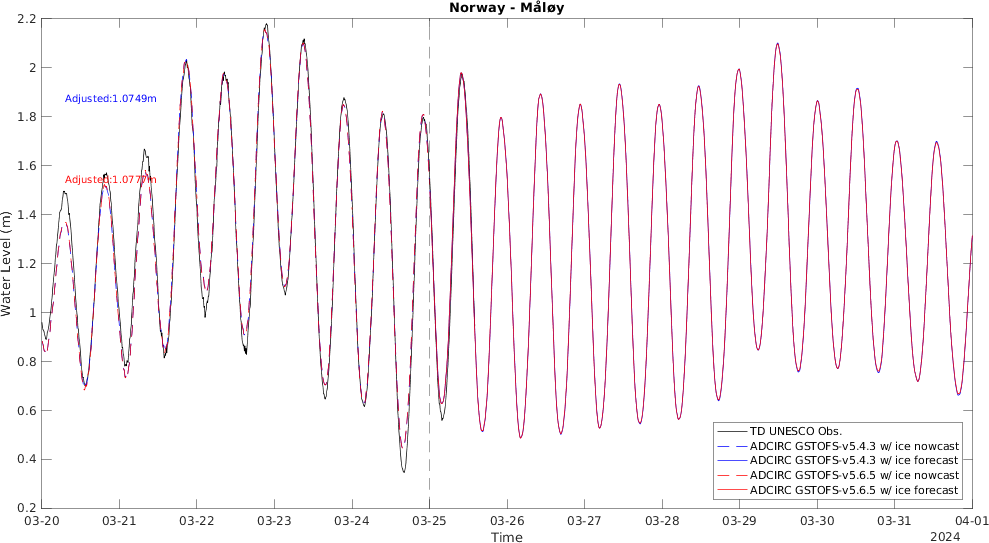 Norway - Måløy
2.2
2
1.8
1.6
1.4
1.2
1
0.8
0.6
0.4
0.2
Water Level (m)
Adjusted:1.0749m
Adjusted:1.0777m
TD UNESCO Obs.
ADCIRC GSTOFS-v5.4.3 w/ ice nowcast
ADCIRC GSTOFS-v5.4.3 w/ ice forecast
ADCIRC GSTOFS-v5.6.5 w/ ice nowcast
ADCIRC GSTOFS-v5.6.5 w/ ice forecast
03-20 03-21 03-22 03-23 03-24 03-25 03-26 03-27 03-28 03-29 03-30 03-31 04-01
Time
2024